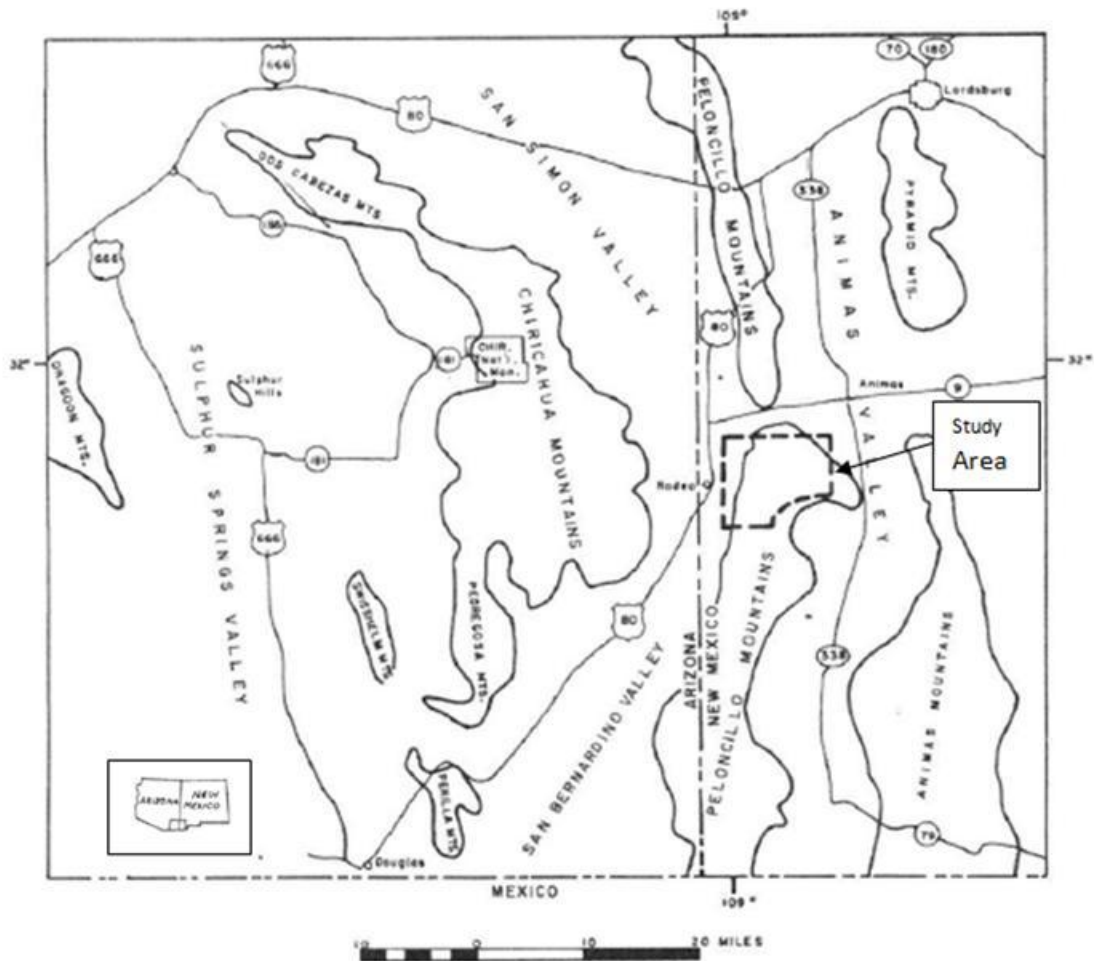 109°
666
70
180
Lordsburg
80
SAN SIMON VALLEY
PELONCILLO MOUNTAINS
DOS CABEZAS MTS
338
ANIMAS VALLEY
PYRAMID MTS.
666
CHIRICAHUA MOUNTAINS
80
32°
181
CHIR.
Nat'l.
Mon.
32°
DRAGOON MTS.
SULPHUR SPRINGS VALLEY
Sulphur
Hills
Animas
9
Study
Area
181
Rodeo
666
SWISSHELM MTS
PEDREGOSA MTS.
80
ARIZONA
NEW MEXICO
PELONCILLO MOUNTAINS
338
ANIMAS MOUNTAINS
SAN BERNARDINO VALLEY
ARIZONA
NEW
MEXICO
PERILLA MTS
79
Douglas
MEXICO
109°
10 0 10 20 MILES